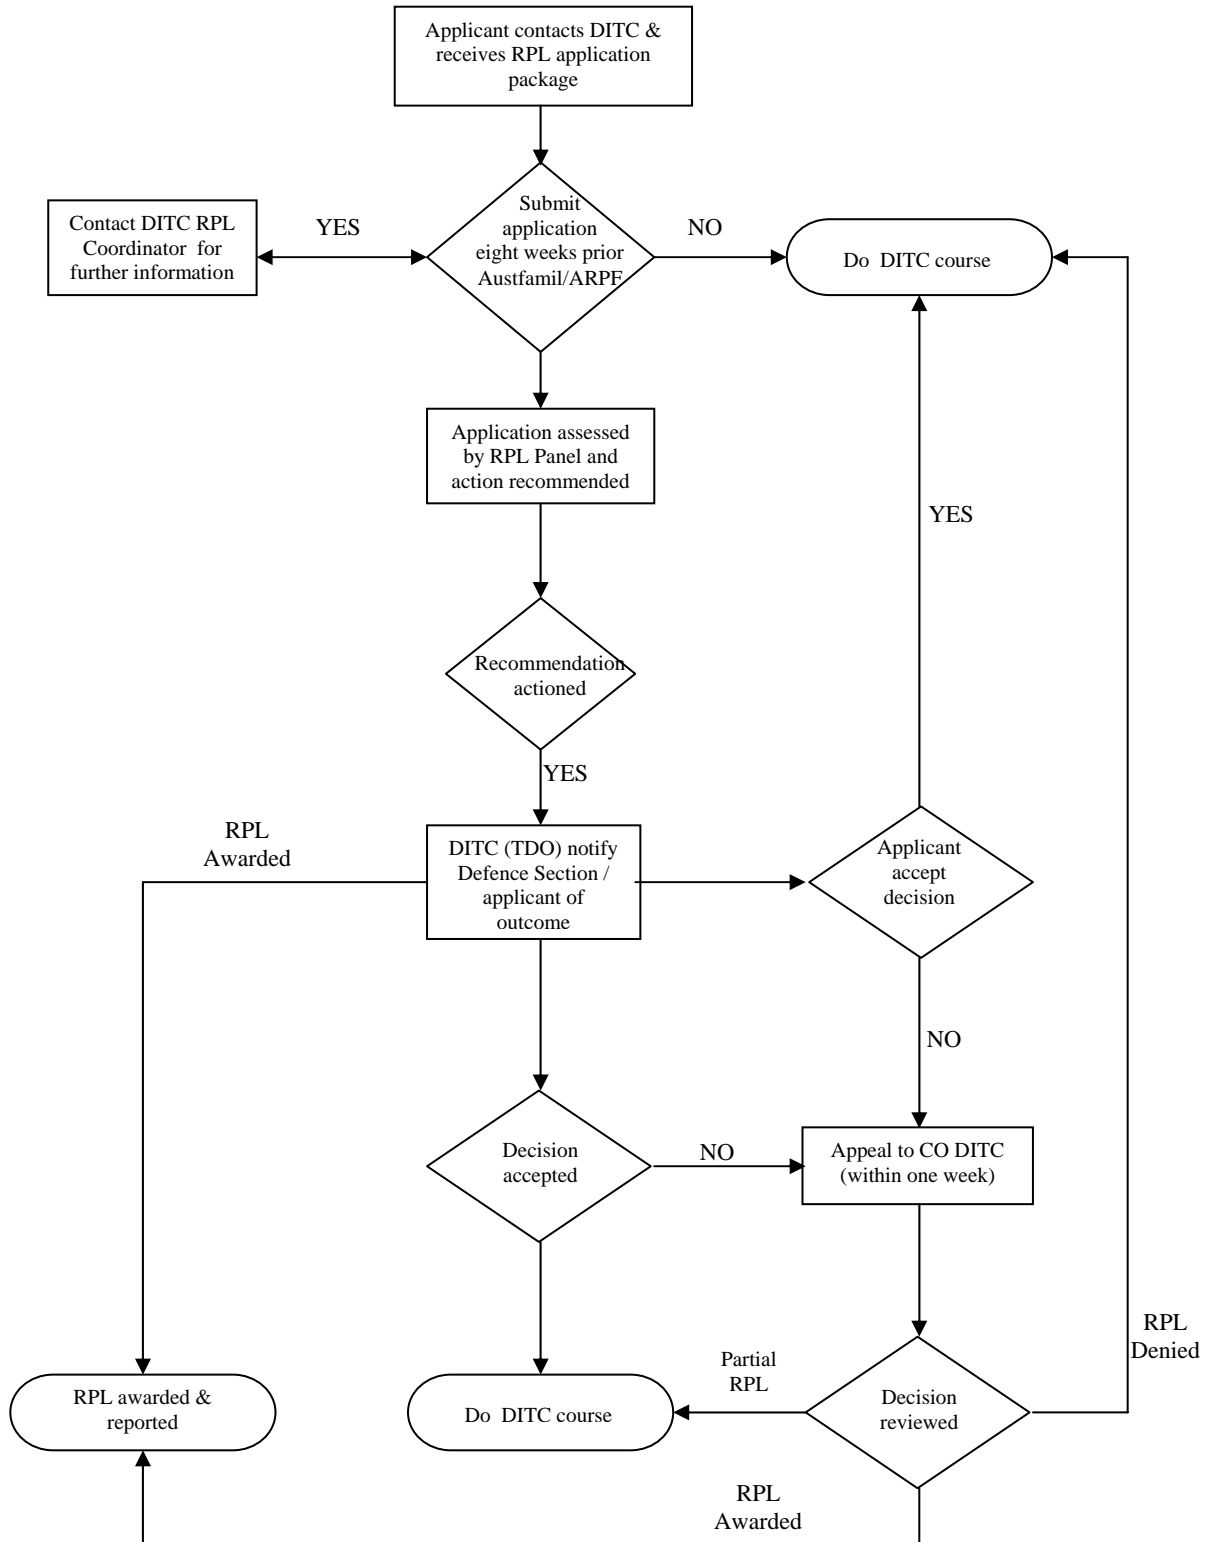 Applicant contacts DITC &
receives RPL application
package
Submit
application
eight weeks prior
Austfamil/ARPF
YES
NO
Contact DITC RPL
Coordinator for
further information
Do DITC course
Application assessed
by RPL Panel and
action recommended
YES
Recommendation
actioned
YES
RPL
Awarded
DITC (TDO) notify
Defence Section /
applicant of
outcome
Applicant
accept
decision
NO
Decision
accepted
NO
Appeal to CO DITC
(within one week)
RPL
Denied
Partial
RPL
RPL awarded &
reported
Do DITC course
Decision
reviewed
RPL
Awarded